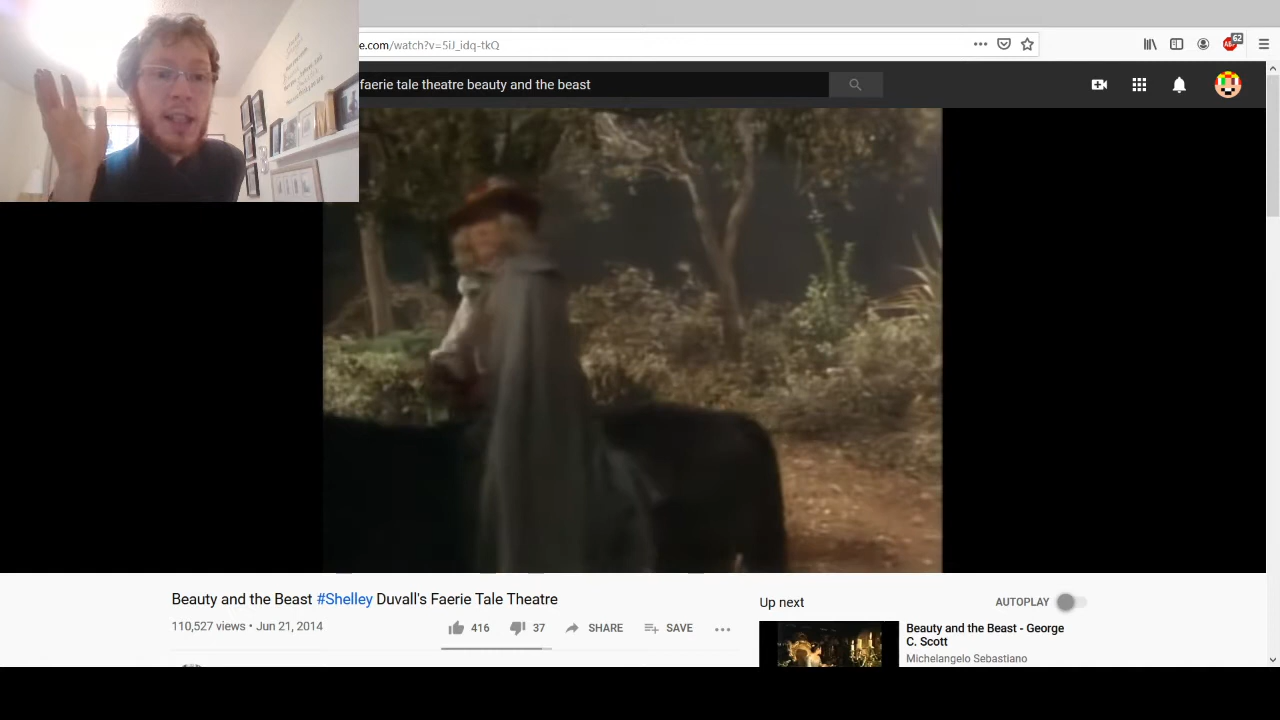 e.com/watch?v=5iJ_idq-tkQ
62
faerie tale theatre beauty and the beast
Beauty and the Beast #Shelley Duvall's Faerie Tale Theatre
110,527 views • Jun 21, 2014
416
37
SHARE
SAVE
Up next
AUTOPLAY
Beauty and the Beast - George
C. Scott
Michelangelo Sebastiano